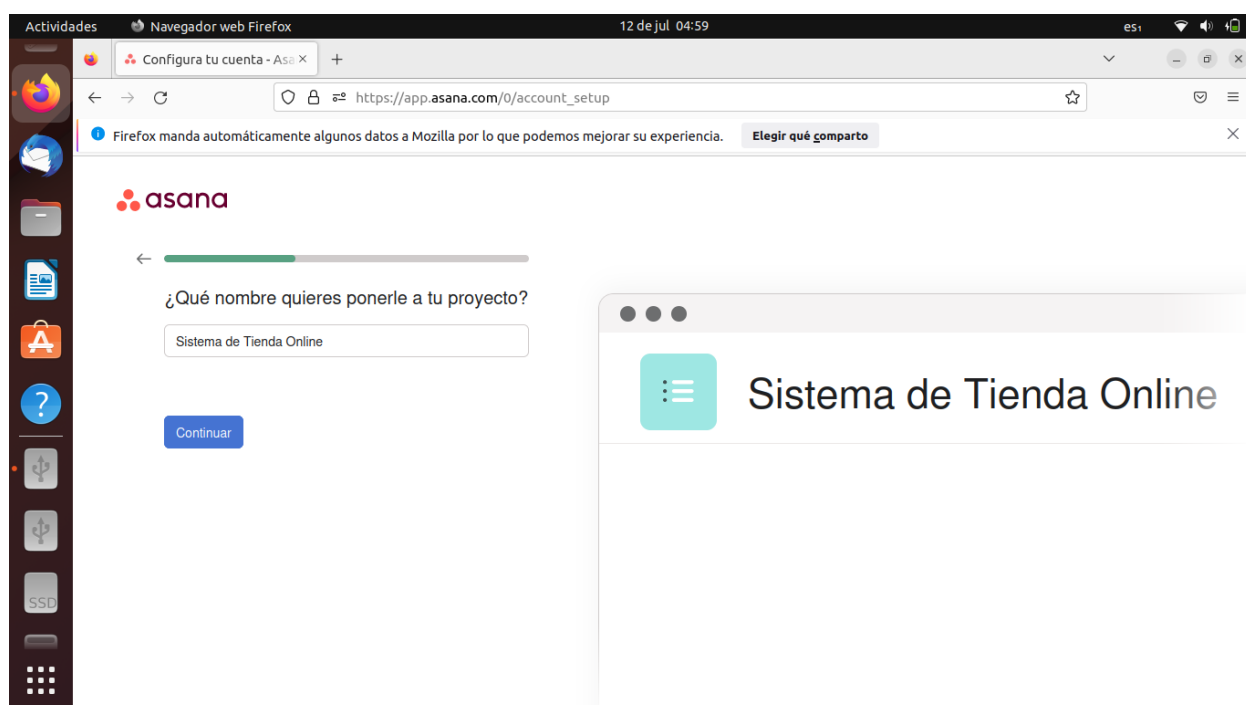 Actividades Navegador web Firefox 12 de jul 04:59 es₁
Configura tu cuenta - Asa
https://app.asana.com/0/account_setup
Firefox manda automáticamente algunos datos a Mozilla por lo que podemos mejorar su experiencia. Elegir qué comparto
asana
¿Qué nombre quieres ponerle a tu proyecto?
Sistema de Tienda Online
Sistema de Tienda Online
Continuar
SSD